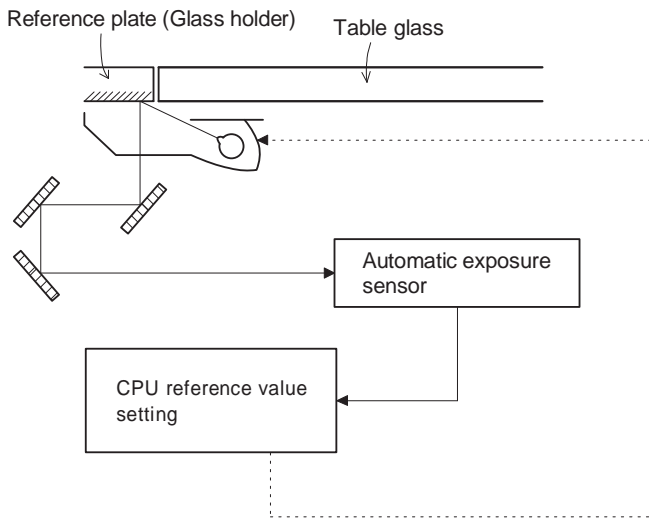 Reference plate (Glass holder)
Table glass
Automatic exposure
sensor
CPU reference value
setting